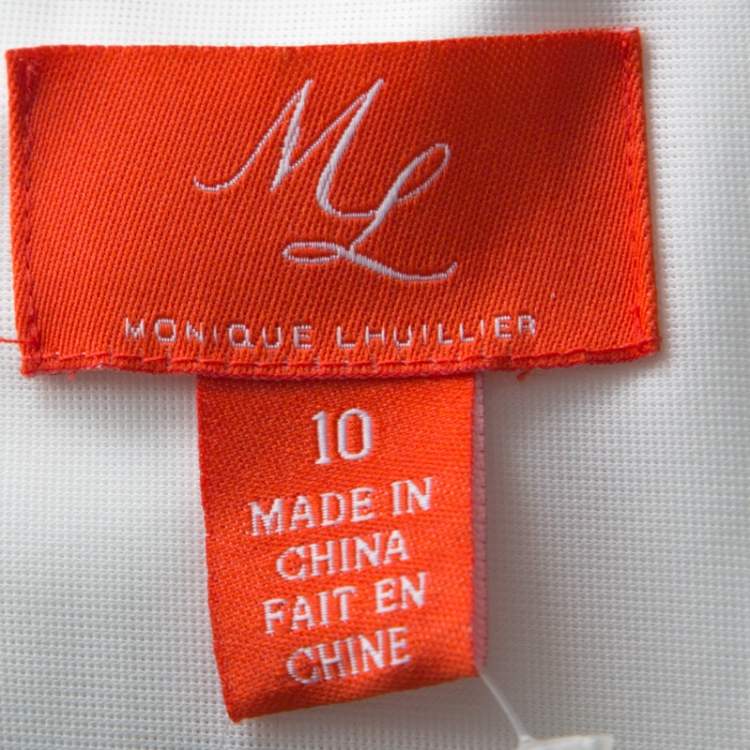 ML
MONIQUE LHUILLIER
10
MADE IN
CHINA
FAIT EN
CHINE